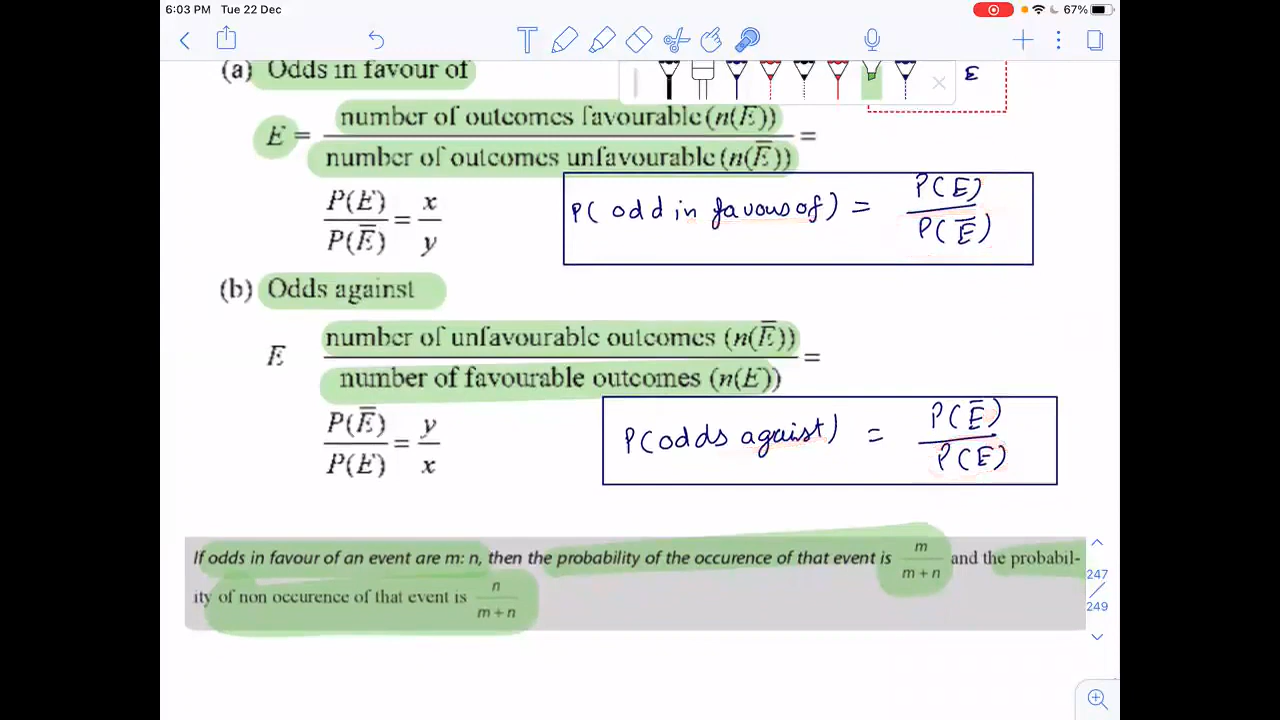 6:03 PM Tue 22 Dec
67%
(a) Odds in favour of
E
E = number of outcomes favourable (n(E̅)) / number of outcomes unfavourable (n(E̅)) =
P(E) / P(E̅) = x / y
P( odd in favous of) = P(E) / P(E̅)
(b) Odds against
E̅ number of unfavourable outcomes (n(E̅)) / number of favourable outcomes (n(E)) =
P(E̅) / P(E) = y / x
P(odds against) = P(E̅) / P(E)
If odds in favour of an event are m: n, then the probability of the occurence of that event is m / m + n and the probabil-
ity of non occurence of that event is n / m + n
247
/
249